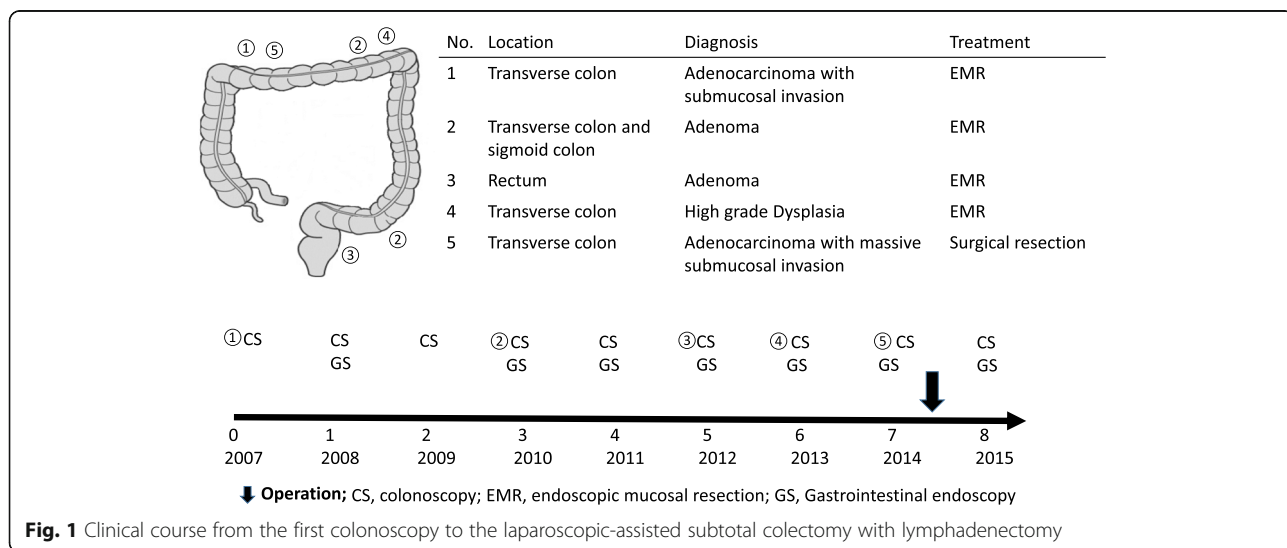 ① ⑤ ② ④
② 
③
No. Location Diagnosis Treatment
1 Transverse colon Adenocarcinoma with EMR
submucosal invasion
2 Transverse colon and Adenoma EMR
sigmoid colon
3 Rectum Adenoma EMR
4 Transverse colon High grade Dysplasia EMR
5 Transverse colon Adenocarcinoma with massive Surgical resection
submucosal invasion
①CS CS CS ②CS CS ③CS ④CS ⑤ CS CS
GS GS GS GS GS GS GS
0 1 2 3 4 5 6 7 8
2007 2008 2009 2010 2011 2012 2013 2014 2015
Operation; CS, colonoscopy; EMR, endoscopic mucosal resection; GS, Gastrointestinal endoscopy
Fig. 1 Clinical course from the first colonoscopy to the laparoscopic-assisted subtotal colectomy with lymphadenectomy